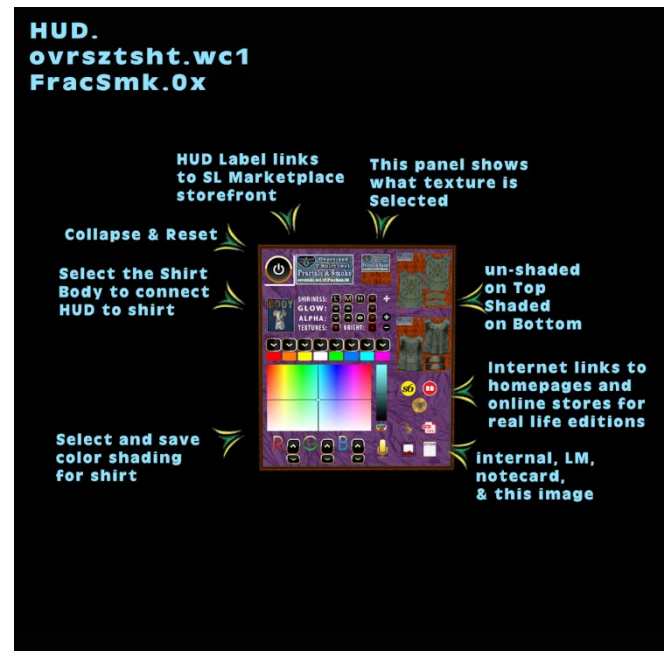 HUD.
ovrsztsht.wc1
FracSmk.0x
HUD Label links
to SL Marketplace
storefront
This panel shows
what texture is
Selected
Collapse & Reset
Select the Shirt
Body to connect
HUD to shirt
un-shaded
on Top
Shaded
on Bottom
Oversized
T-Shirt (wc1)
Fractals & Smoke
BODY
SHININESS: L M H
GLOW:
ALPHA:
TEXTURES: BRIGHT:
Internet links to
homepages and
online stores for
real life editions
Select and save
color shading
for shirt
R G B
internal, LM,
notecard,
& this image